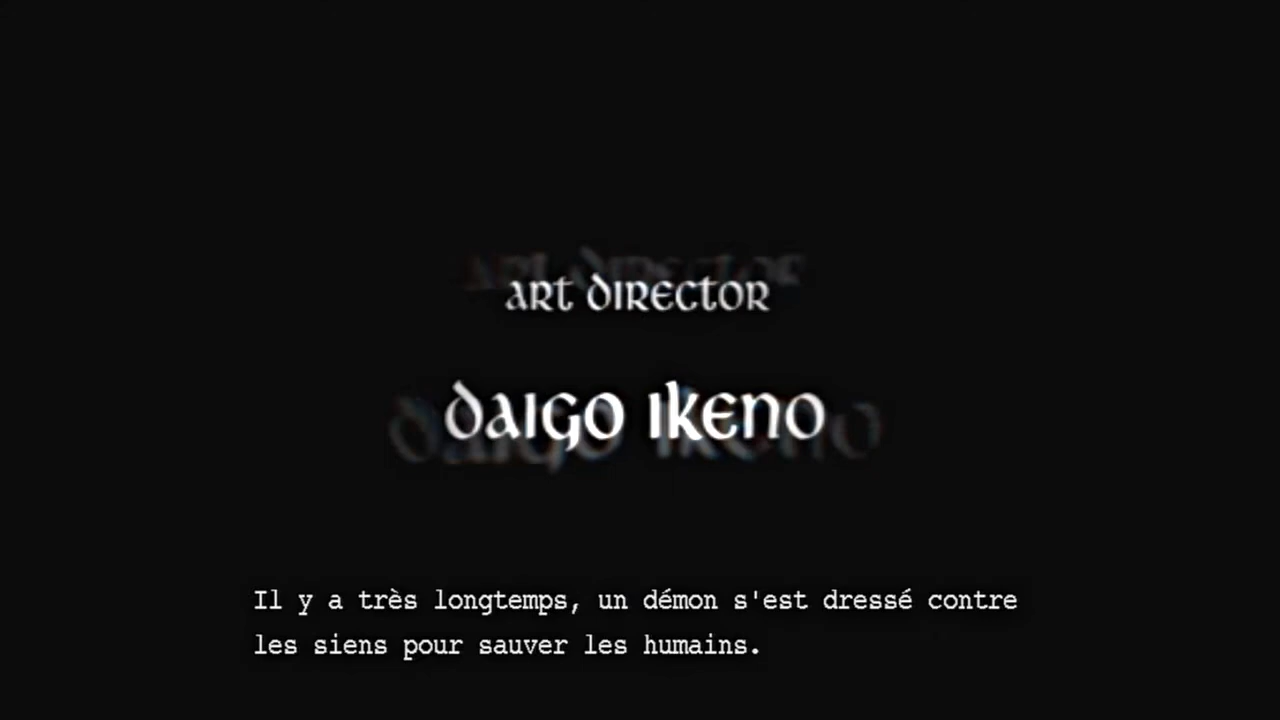 ART DIRECTOR
DAIGO IKENO
Il y a très longtemps, un démon s'est dressé contre
les siens pour sauver les humains.